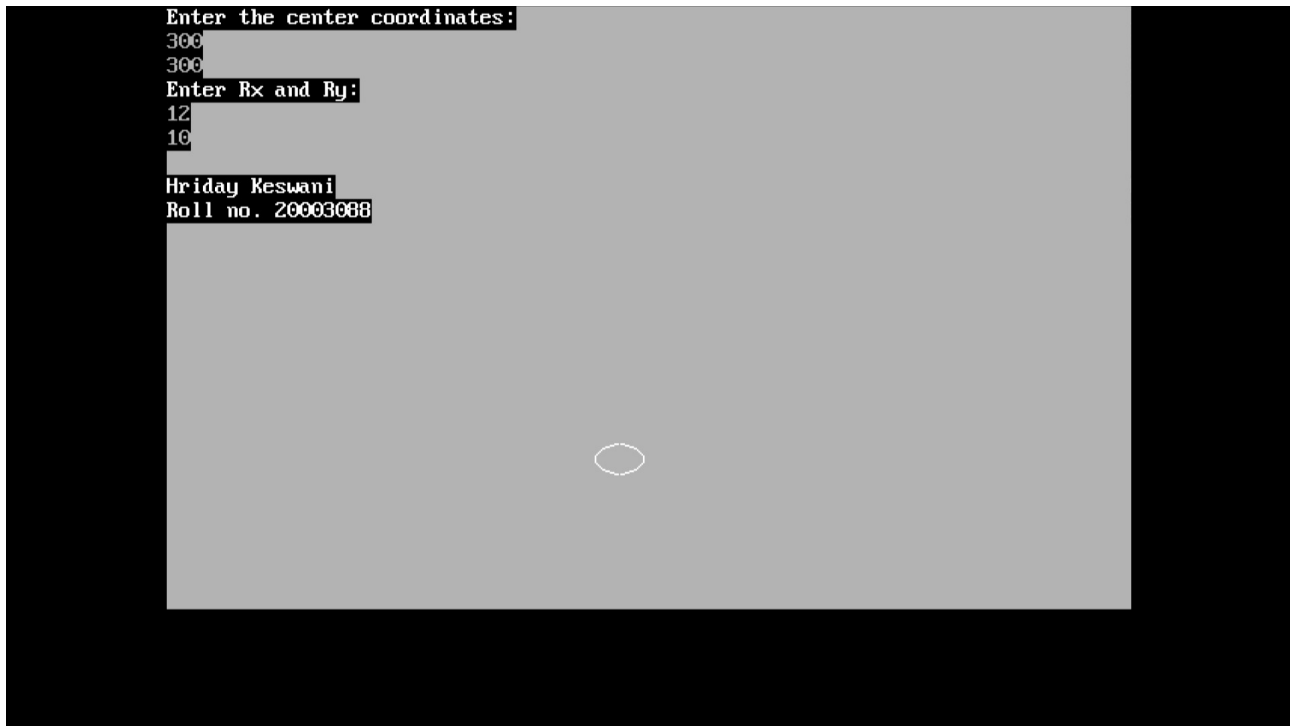 Enter the center coordinates:
300
300
Enter Rx and Ry:
12
10
Hriday Keswani
Roll no. 20003088